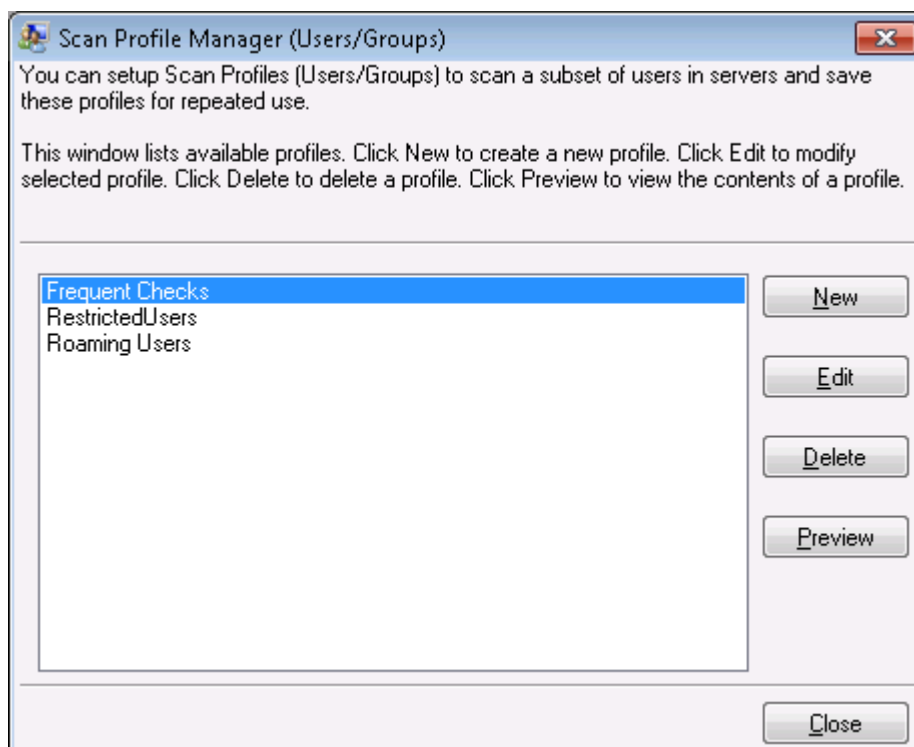 Scan Profile Manager (Users/Groups)
You can setup Scan Profiles (Users/Groups) to scan a subset of users in servers and save
these profiles for repeated use.
This window lists available profiles. Click New to create a new profile. Click Edit to modify
selected profile. Click Delete to delete a profile. Click Preview to view the contents of a profile.
Frequent Checks
RestrictedUsers
Roaming Users
New
Edit
Delete
Preview
Close